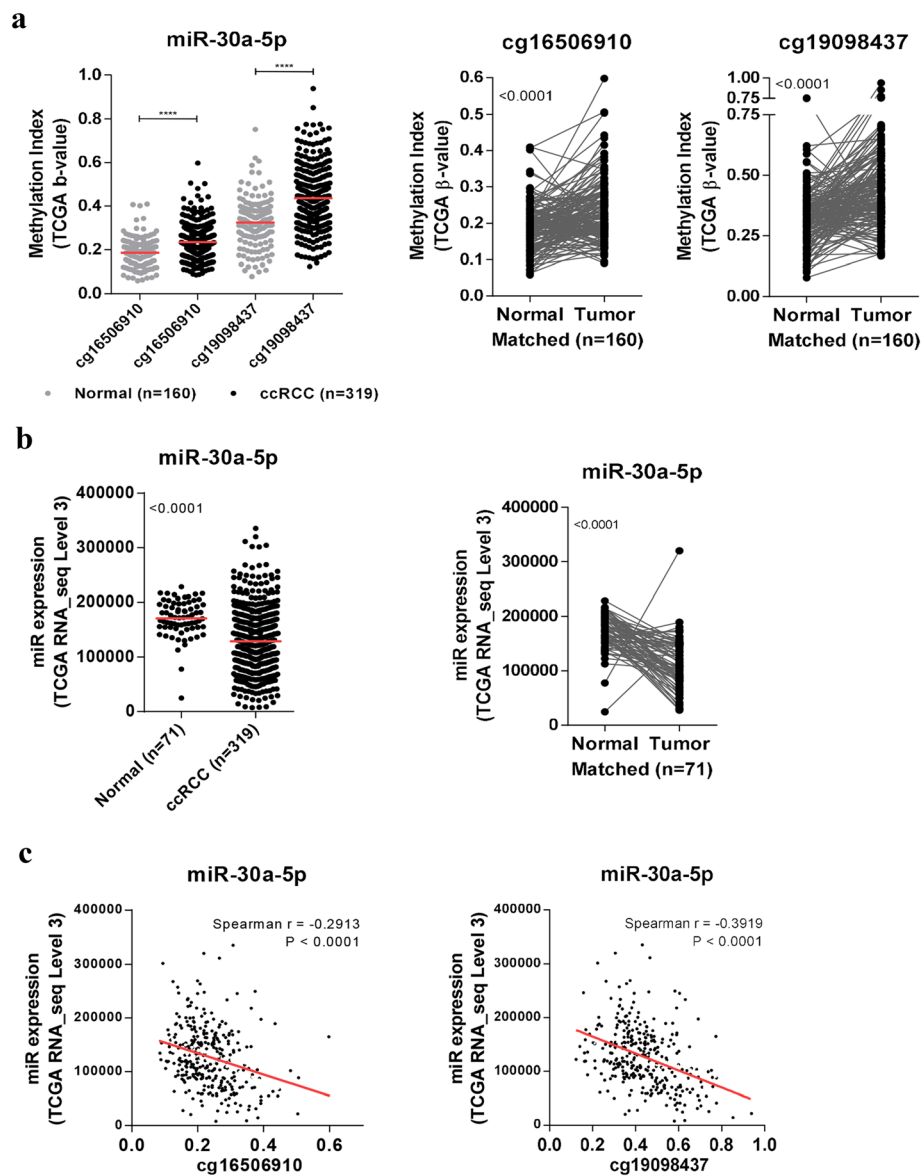 a
miR-30a-5p
Methylation Index
(TCGA b-value)
1.0
0.8
0.6
0.4
0.2
0.0
****
****
cg16506910
cg16506910
cg19098437
cg19098437
Normal (n=160)
ccRCC (n=319)
cg16506910
Methylation Index
(TCGA β-value)
0.6
0.5
0.4
0.3
0.2
0.1
0.0
<0.0001
Normal Tumor
Matched (n=160)
cg19098437
Methylation Index
(TCGA β-value)
1.00
0.75
0.75
0.50
0.25
0.00
<0.0001
Normal Tumor
Matched (n=160)
b
miR-30a-5p
miR expression
(TCGA RNA_seq Level 3)
400000
300000
200000
100000
0
<0.0001
Normal (n=71)
ccRCC (n=319)
miR-30a-5p
miR expression
(TCGA RNA_seq Level 3)
400000
300000
200000
100000
0
<0.0001
Normal Tumor
Matched (n=71)
c
miR-30a-5p
miR expression
(TCGA RNA_seq Level 3)
400000
300000
200000
100000
0
Spearman r = -0.2913
P < 0.0001
0.0 0.2 0.4 0.6 0.8
cg16506910
miR-30a-5p
miR expression
(TCGA RNA_seq Level 3)
400000
300000
200000
100000
0
Spearman r = -0.3919
P < 0.0001
0.0 0.2 0.4 0.6 0.8 1.0
cg19098437